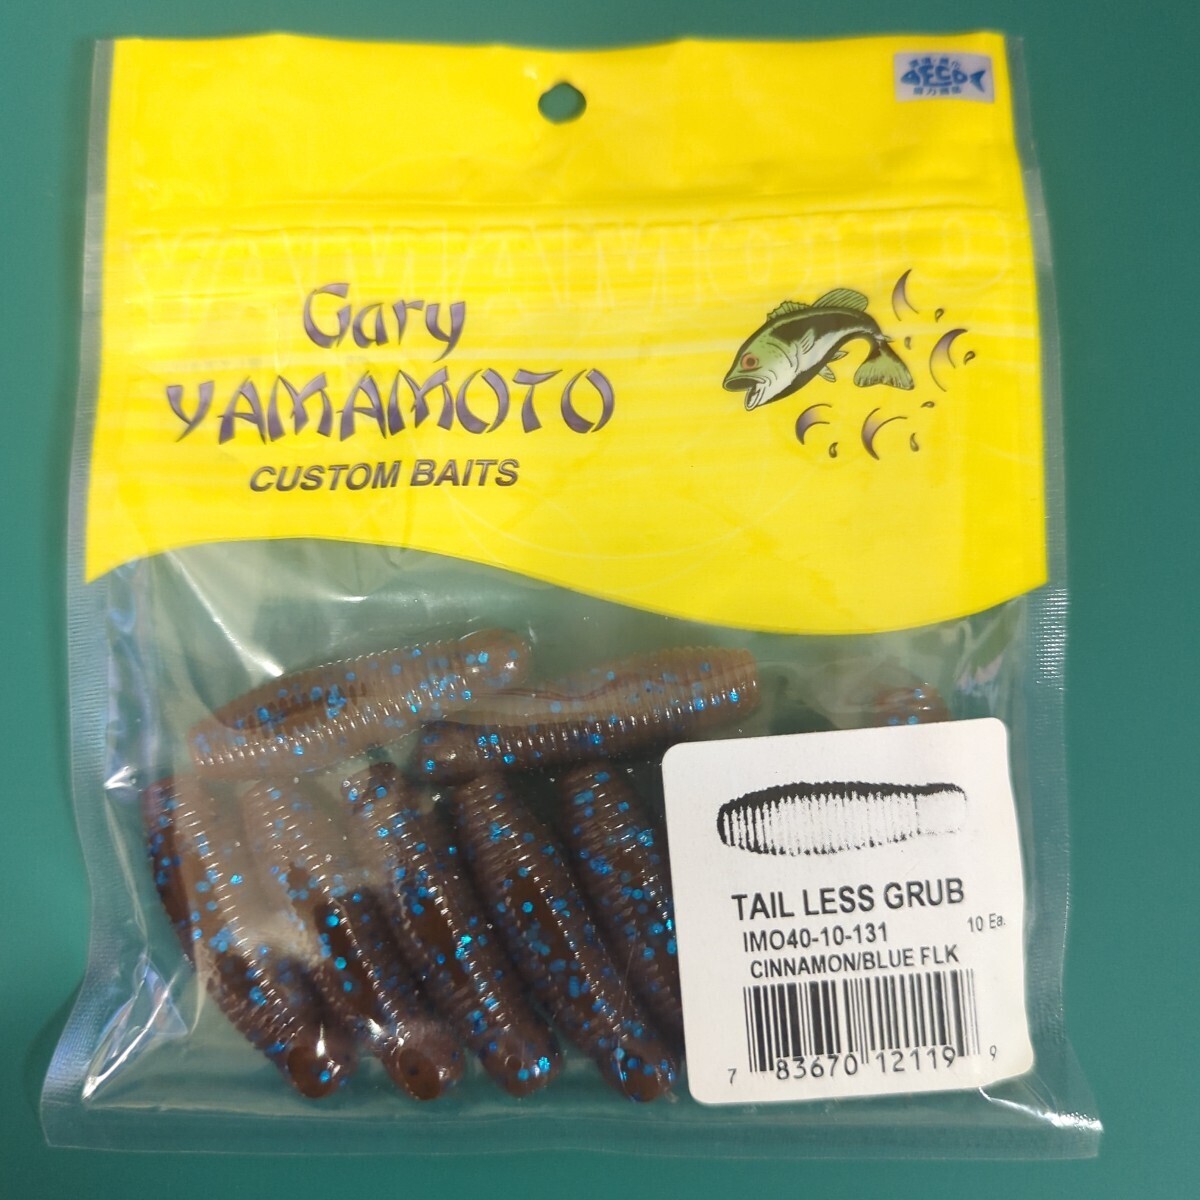 FECO
Gary
YAMAMOTO
CUSTOM BAITS
TAIL LESS GRUB
IMO40-10-131
10 Ea.
CINNAMON/BLUE FLK
7 83670 12119 9